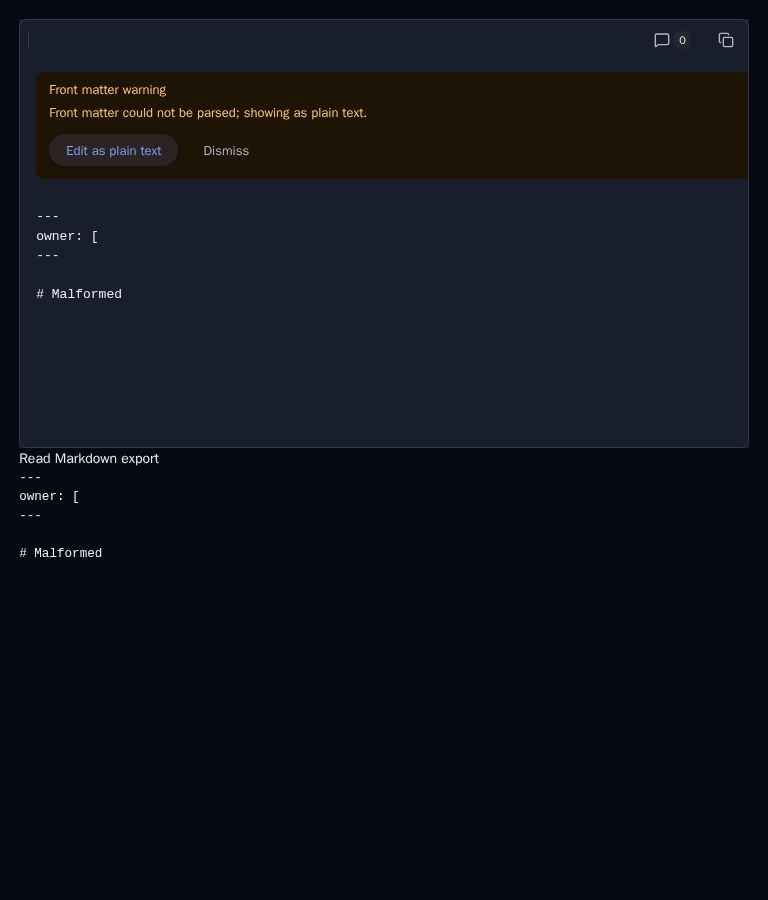 0
Front matter warning
Front matter could not be parsed; showing as plain text.
Edit as plain text Dismiss
---
owner: [
---
# Malformed
Read Markdown export
---
owner: [
---
# Malformed